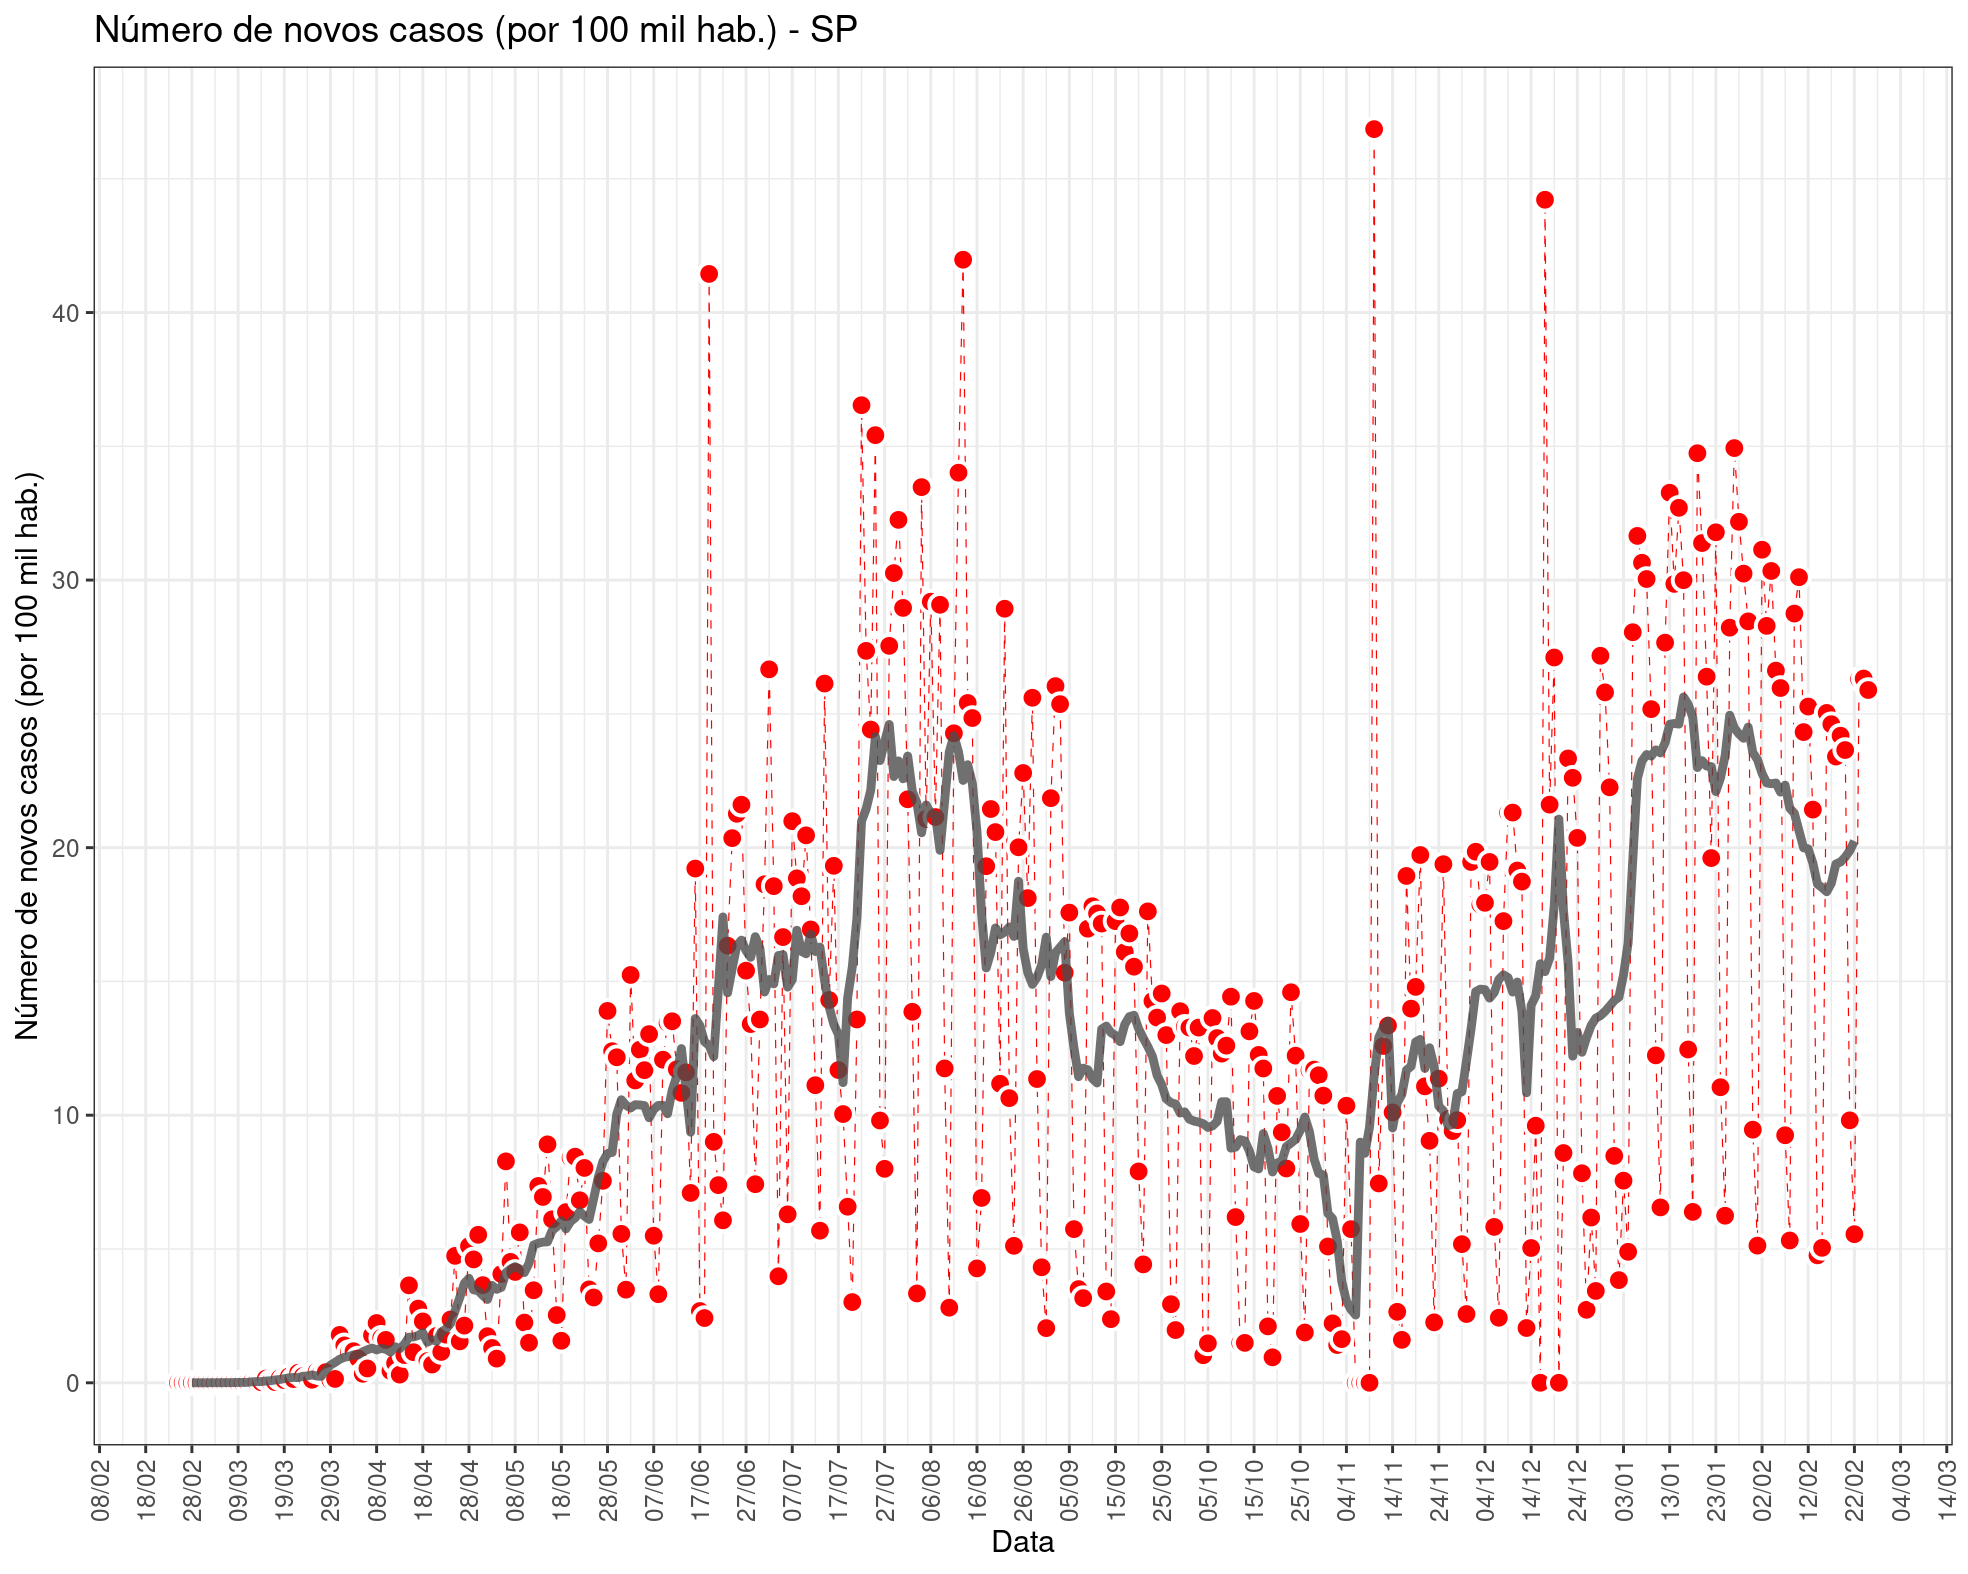 Número de novos casos (por 100 mil hab.) - SP
Número de novos casos (por 100 mil hab.)
40
30
20
10
0
08/02 18/02 28/02 09/03 19/03 29/03 08/04 18/04 28/04 08/05 18/05 28/05 07/06 17/06 27/06 07/07 17/07 27/07 06/08 16/08 26/08 05/09 15/09 25/09 05/10 15/10 25/10 04/11 14/11 24/11 04/12 14/12 24/12 03/01 13/01 23/01 02/02 12/02 22/02 04/03 14/03
Data